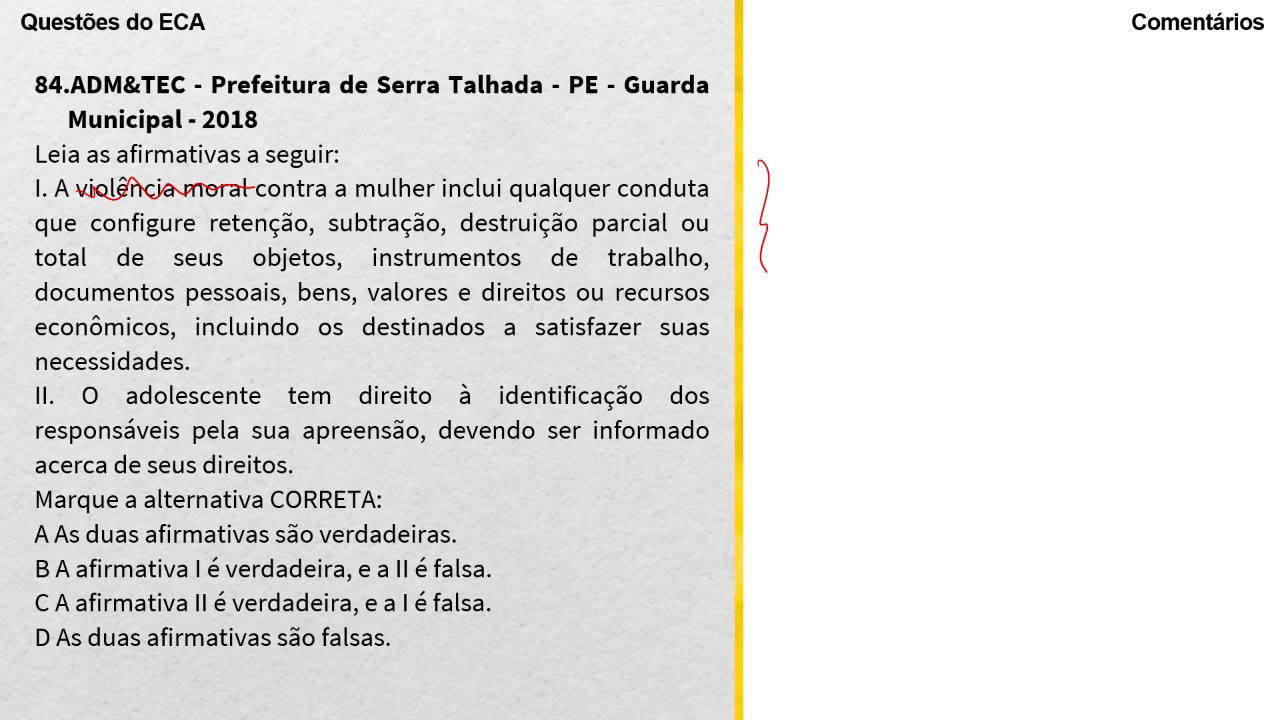 Questões do ECA
Comentários
84.ADM&TEC - Prefeitura de Serra Talhada - PE - Guarda
Municipal - 2018
Leia as afirmativas a seguir:
I. A violência moral contra a mulher inclui qualquer conduta
que configure retenção, subtração, destruição parcial ou
total de seus objetos, instrumentos de trabalho,
documentos pessoais, bens, valores e direitos ou recursos
econômicos, incluindo os destinados a satisfazer suas
necessidades.
II. O adolescente tem direito à identificação dos
responsáveis pela sua apreensão, devendo ser informado
acerca de seus direitos.
Marque a alternativa CORRETA:
A As duas afirmativas são verdadeiras.
B A afirmativa I é verdadeira, e a II é falsa.
C A afirmativa II é verdadeira, e a I é falsa.
D As duas afirmativas são falsas.